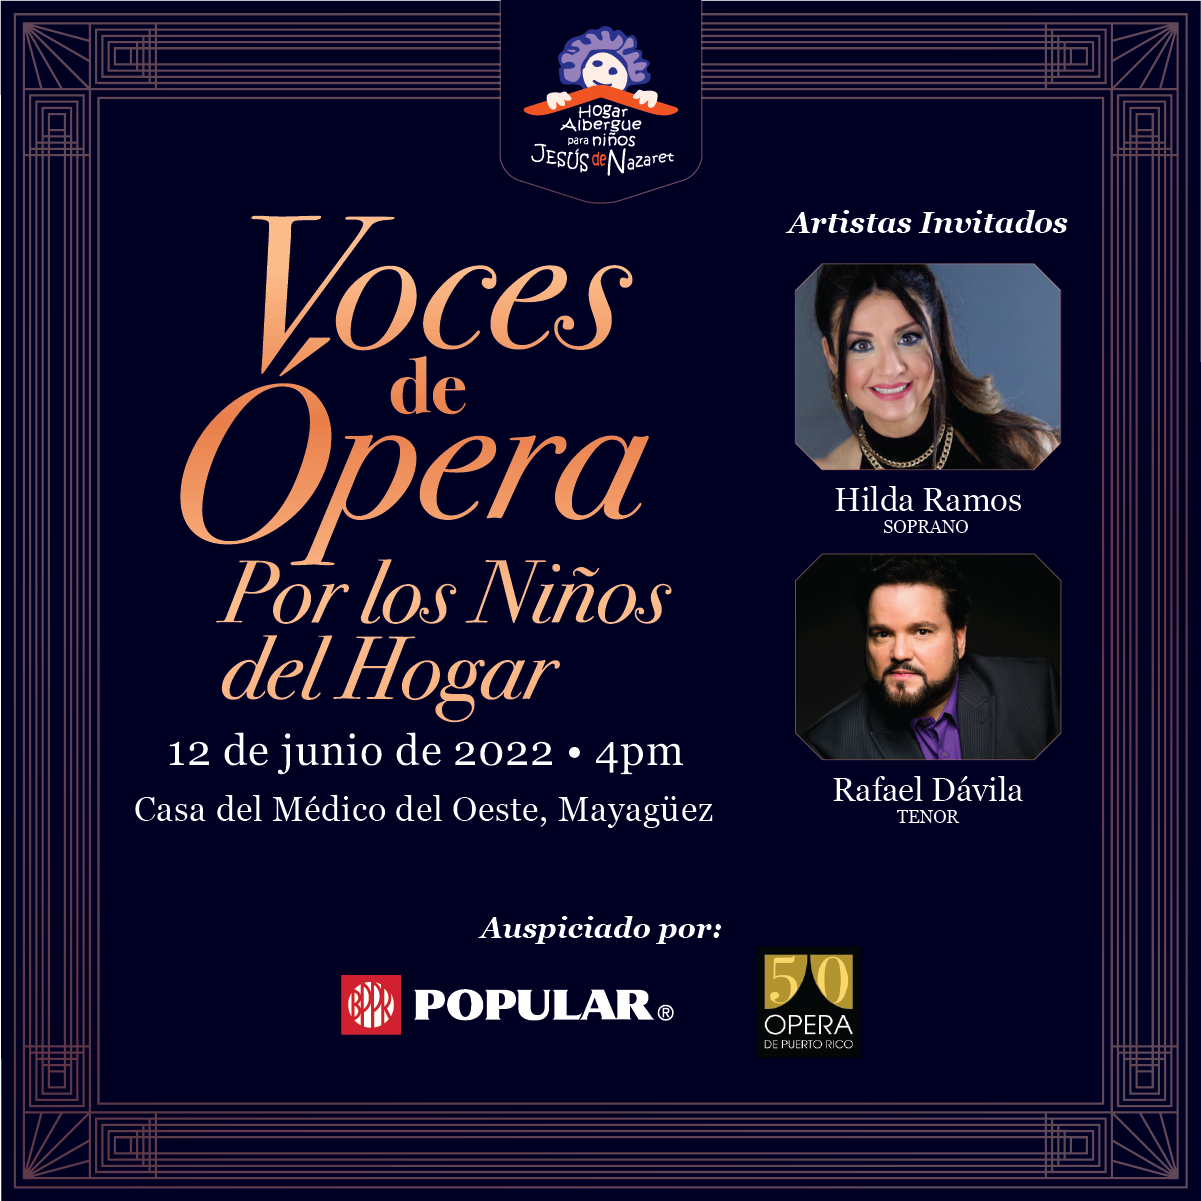 Hogar
Albergue
para niños
JESÚS de Nazaret
Voces
de
Ópera
Por los Niños
del Hogar
12 de junio de 2022 • 4pm
Casa del Médico del Oeste, Mayagüez
Artistas Invitados
Hilda Ramos
SOPRANO
Rafael Dávila
TENOR
Auspiciado por:
BPPR POPULAR®
50
OPERA
DE PUERTO RICO